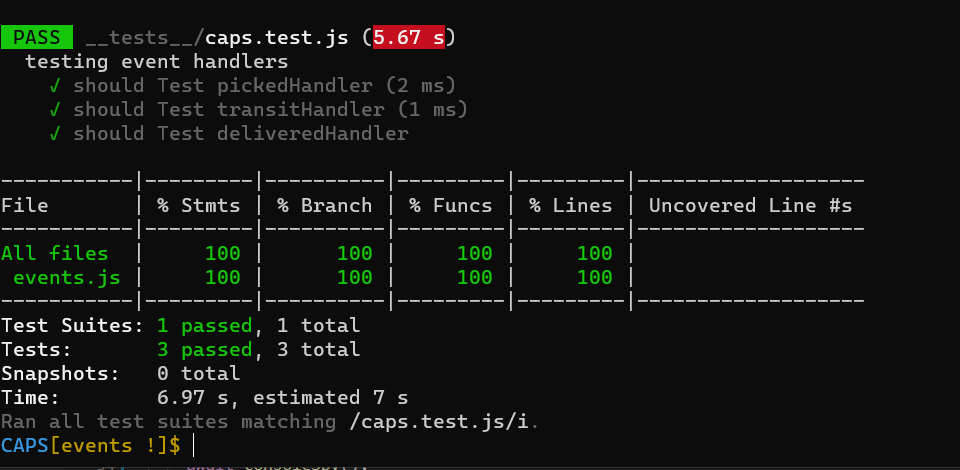 PASS __tests__/caps.test.js (5.67 s)
testing event handlers
√ should Test pickedHandler (2 ms)
√ should Test transitHandler (1 ms)
√ should Test deliveredHandler
-----------|---------|----------|---------|---------|-------------------
File | % Stmts | % Branch | % Funcs | % Lines | Uncovered Line #s
-----------|---------|----------|---------|---------|-------------------
All files | 100 | 100 | 100 | 100 |
events.js | 100 | 100 | 100 | 100 |
-----------|---------|----------|---------|---------|-------------------
Test Suites: 1 passed, 1 total
Tests: 3 passed, 3 total
Snapshots: 0 total
Time: 6.97 s, estimated 7 s
Ran all test suites matching /caps.test.js/i.
CAPS[events !]$